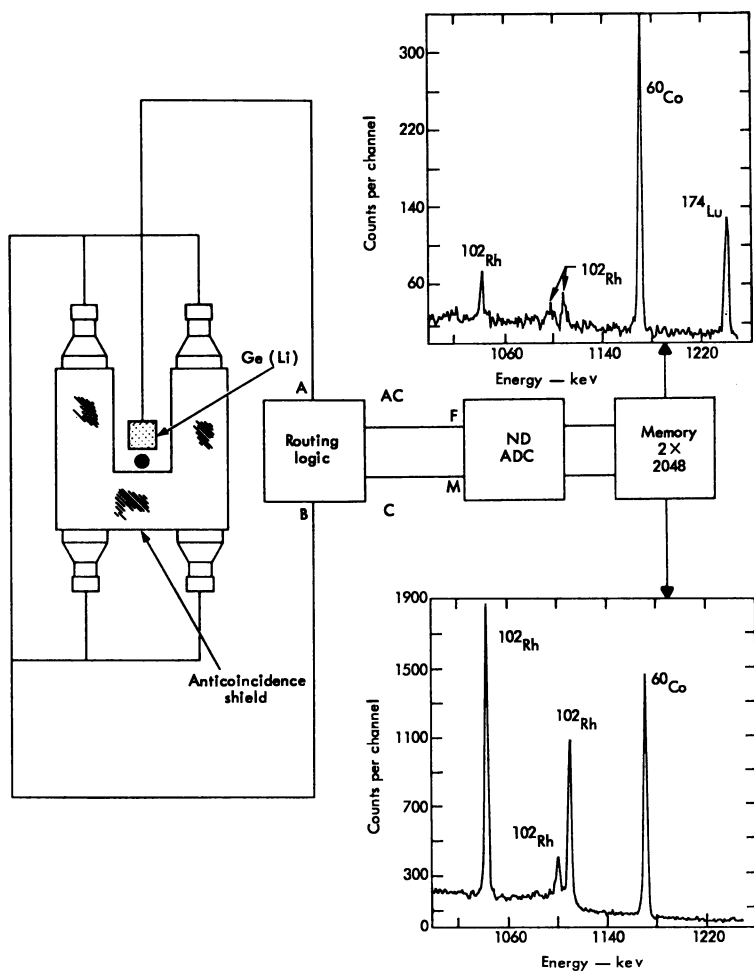 300
220
140
60
Counts per channel
102Rh
102Rh
60Co
174Lu
1060
1140
1220
Energy — keV
Ge (Li)
A
AC
Routing
logic
B
C
F
M
ND
ADC
Memory
2 ×
2048
Anticoincidence
shield
1900
1500
1100
700
300
0
Counts per channel
102Rh
102Rh
102Rh
60Co
1060
1140
1220
Energy — keV